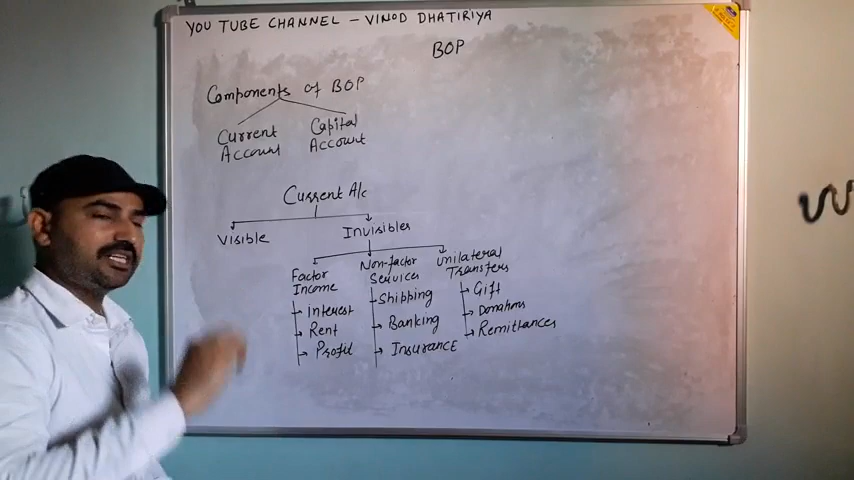 YOU TUBE CHANNEL - VINOD DHATIRIYA
BOP
Components of BOP
Current Account
Capital Account
Current A/c
Visible
Invisibles
Factor Income
Interest
Rent
Profit
Non-factor Services
Shipping
Banking
Insurance
Unilateral Transfers
Gift
Donations
Remittances